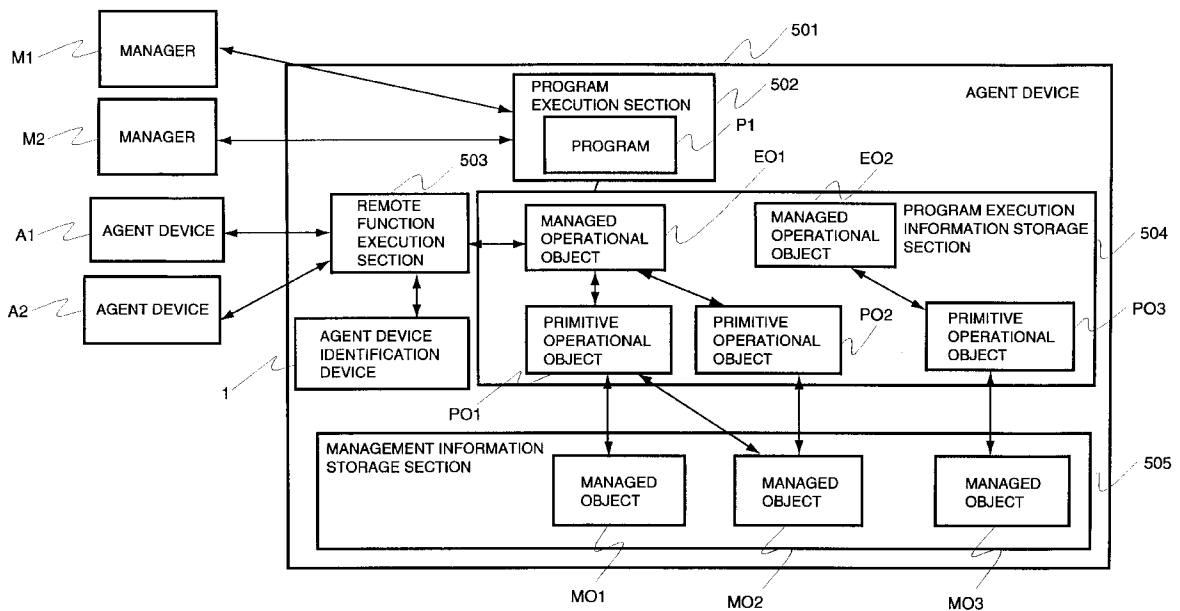 501
M1
MANAGER
PROGRAM
EXECUTION SECTION
502
AGENT DEVICE
M2
MANAGER
PROGRAM
P1
EO1
EO2
503
A1
AGENT DEVICE
REMOTE
FUNCTION
EXECUTION
SECTION
MANAGED
OPERATIONAL
OBJECT
MANAGED
OPERATIONAL
OBJECT
PROGRAM EXECUTION
INFORMATION STORAGE
SECTION
504
A2
AGENT DEVICE
AGENT DEVICE
IDENTIFICATION
DEVICE
1
PRIMITIVE
OPERATIONAL
OBJECT
PO1
PRIMITIVE
OPERATIONAL
OBJECT
PO2
PRIMITIVE
OPERATIONAL
OBJECT
PO3
MANAGEMENT INFORMATION
STORAGE SECTION
505
MANAGED
OBJECT
MANAGED
OBJECT
MANAGED
OBJECT
MO1
MO2
MO3